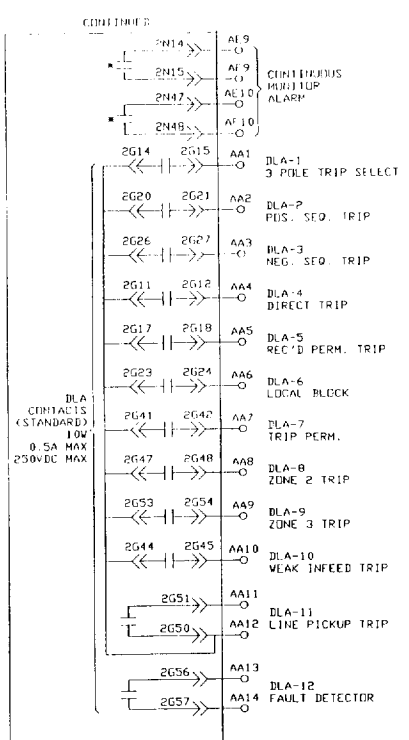 CONTINUED
2N14 AE9
* 2N15 AF9
2N47 AE10
* 2N48 AF10
CONTINUOUS
MONITOR
ALARM
2G14 2G15 AA1 DLA-1
3 POLE TRIP SELECT
2G20 2G21 AA2 DLA-2
POS. SEQ. TRIP
2G26 2G27 AA3 DLA-3
NEG. SEQ. TRIP
2G11 2G12 AA4 DLA-4
DIRECT TRIP
2G17 2G18 AA5 DLA-5
REC'D PERM. TRIP
2G23 2G24 AA6 DLA-6
LOCAL BLOCK
DLA
CONTACTS
(STANDARD)
10W
0.5A MAX
250VDC MAX
2G41 2G42 AA7 DLA-7
TRIP PERM.
2G47 2G48 AA8 DLA-8
ZONE 2 TRIP
2G53 2G54 AA9 DLA-9
ZONE 3 TRIP
2G44 2G45 AA10 DLA-10
WEAK INFEED TRIP
2G51 AA11 DLA-11
2G50 AA12 LINE PICKUP TRIP
2G56 AA13 DLA-12
2G57 AA14 FAULT DETECTOR